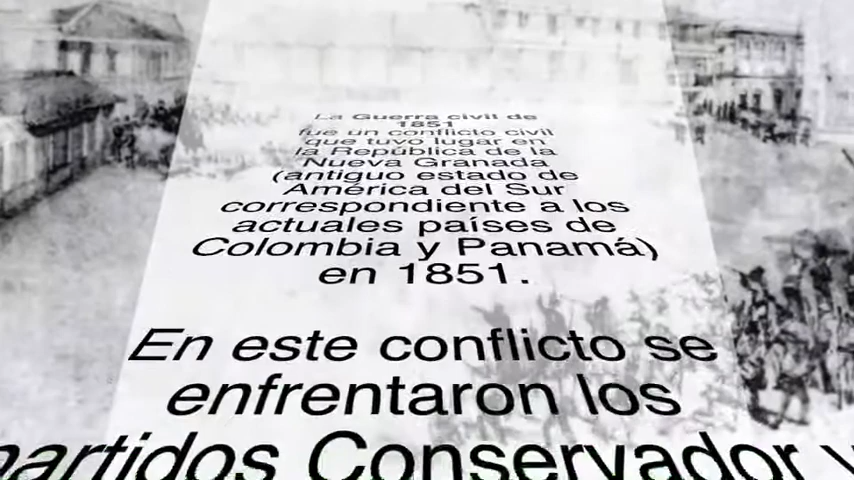 La Guerra civil de
1851
fue un conflicto civil
que tuvo lugar en
la República de la
Nueva Granada
(antiguo estado de
América del Sur
correspondiente a los
actuales países de
Colombia y Panamá)
en 1851.
En este conflicto se
enfrentaron los
partidos Conservador y